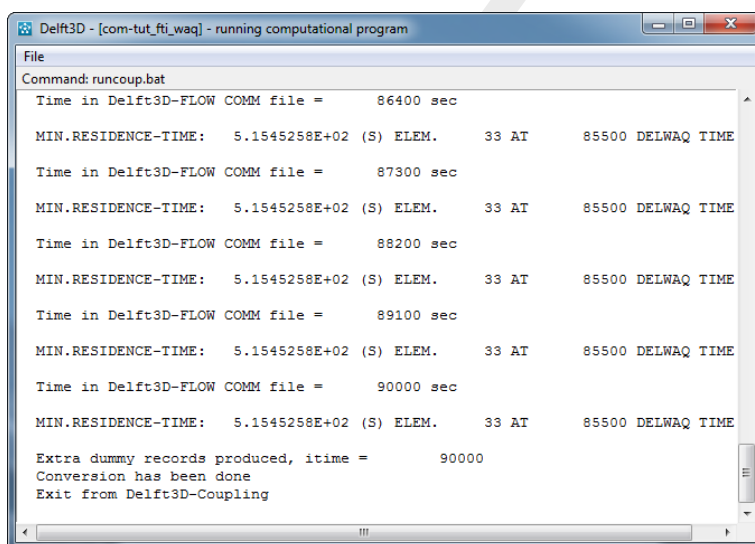 Delft3D - [com-tut_fti_waq] - running computational program
File
Command: runcoup.bat
Time in Delft3D-FLOW COMM file = 86400 sec
MIN.RESIDENCE-TIME: 5.1545258E+02 (S) ELEM. 33 AT 85500 DELWAQ TIME
Time in Delft3D-FLOW COMM file = 87300 sec
MIN.RESIDENCE-TIME: 5.1545258E+02 (S) ELEM. 33 AT 85500 DELWAQ TIME
Time in Delft3D-FLOW COMM file = 88200 sec
MIN.RESIDENCE-TIME: 5.1545258E+02 (S) ELEM. 33 AT 85500 DELWAQ TIME
Time in Delft3D-FLOW COMM file = 89100 sec
MIN.RESIDENCE-TIME: 5.1545258E+02 (S) ELEM. 33 AT 85500 DELWAQ TIME
Time in Delft3D-FLOW COMM file = 90000 sec
MIN.RESIDENCE-TIME: 5.1545258E+02 (S) ELEM. 33 AT 85500 DELWAQ TIME
Extra dummy records produced, itime = 90000
Conversion has been done
Exit from Delft3D-Coupling